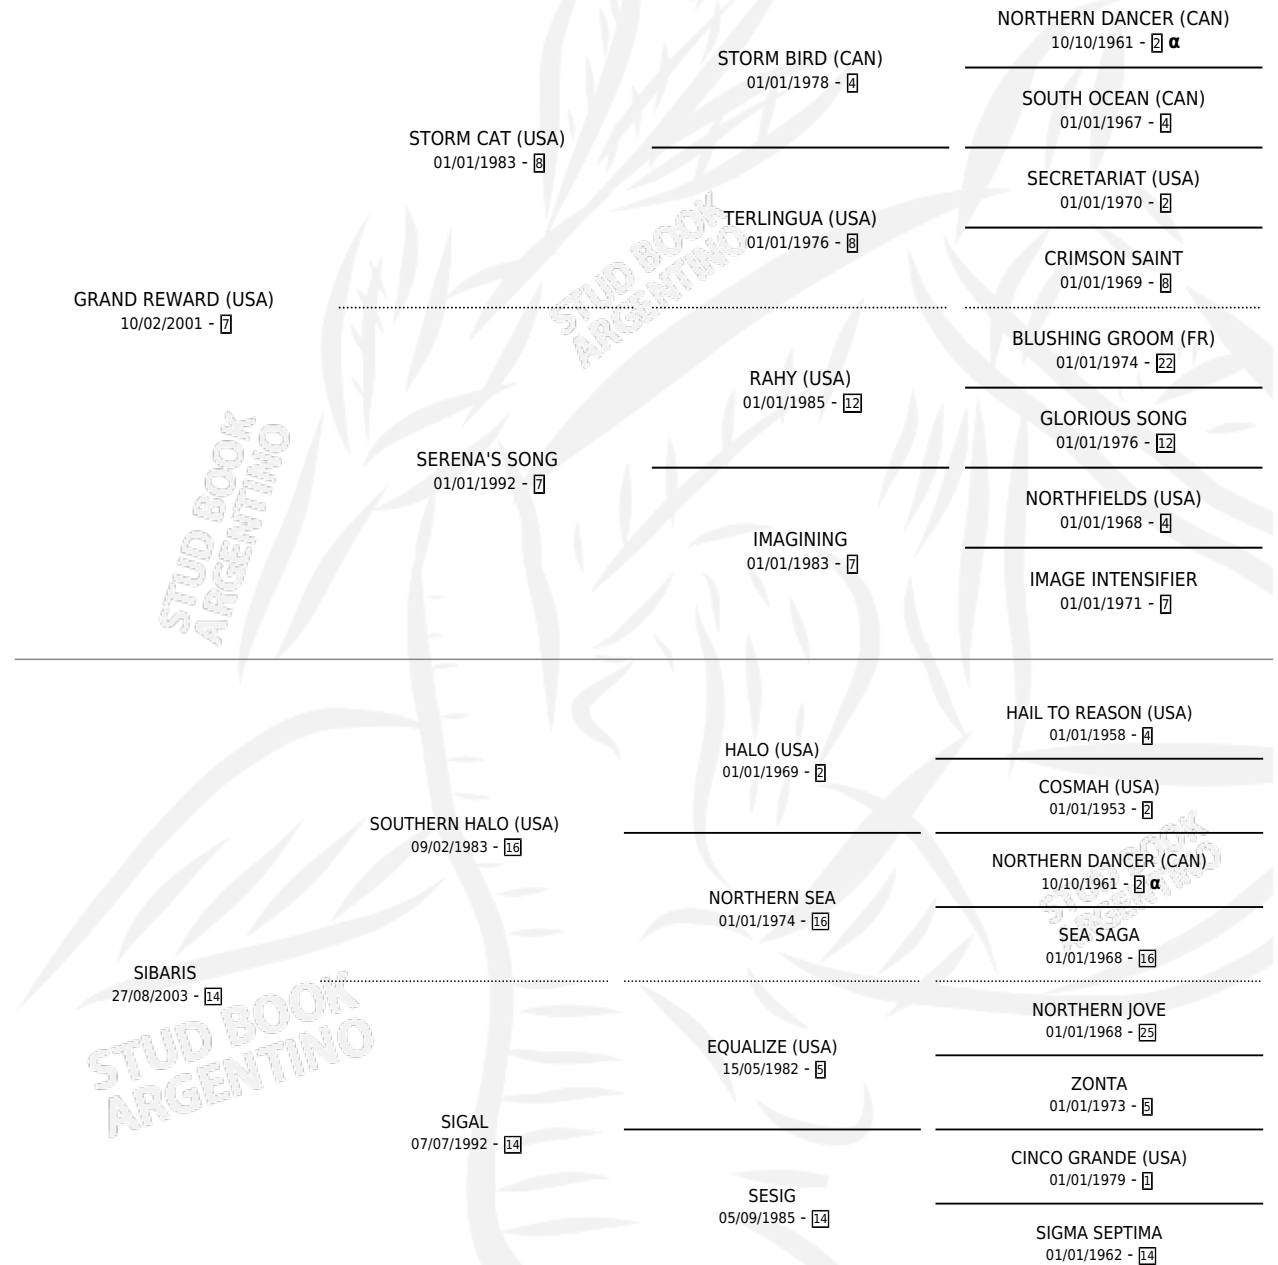 NORTHERN DANCER (CAN)
10/10/1961 - 2 α
STORM BIRD (CAN)
01/01/1978 - 4
SOUTH OCEAN (CAN)
01/01/1967 - 4
STORM CAT (USA)
01/01/1983 - 8
SECRETARIAT (USA)
01/01/1970 - 2
TERLINGUA (USA)
01/01/1976 - 8
CRIMSON SAINT
01/01/1969 - 8
GRAND REWARD (USA)
10/02/2001 - 7
BLUSHING GROOM (FR)
01/01/1974 - 22
RAHY (USA)
01/01/1985 - 12
GLORIOUS SONG
01/01/1976 - 12
SERENA'S SONG
01/01/1992 - 7
NORTHFIELDS (USA)
01/01/1968 - 4
IMAGINING
01/01/1983 - 7
IMAGE INTENSIFIER
01/01/1971 - 7
HAIL TO REASON (USA)
01/01/1958 - 4
HALO (USA)
01/01/1969 - 2
COSMAH (USA)
01/01/1953 - 2
SOUTHERN HALO (USA)
09/02/1983 - 16
NORTHERN DANCER (CAN)
10/10/1961 - 2 α
NORTHERN SEA
01/01/1974 - 16
SEA SAGA
01/01/1968 - 16
SIBARIS
27/08/2003 - 14
NORTHERN JOVE
01/01/1968 - 25
EQUALIZE (USA)
15/05/1982 - 5
ZONTA
01/01/1973 - 5
SIGAL
07/07/1992 - 14
CINCO GRANDE (USA)
01/01/1979 - 1
SESIG
05/09/1985 - 14
SIGMA SEPTIMA
01/01/1962 - 14
STUD BOOK
ARGENTINO
STUD BOOK
ARGENTINO
STUD BOOK
ARGENTINO
STUD BOOK
ARGENTINO